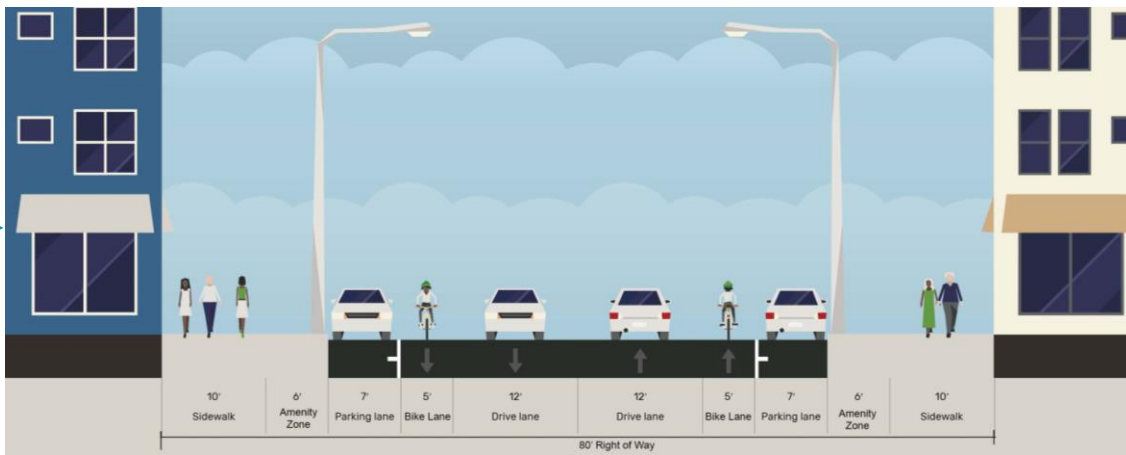 10' 6' 7' 5' 12' 12' 5' 7' 6' 10'
Sidewalk Amenity Zone Parking lane Bike Lane Drive lane Drive lane Bike Lane Parking lane Amenity Zone Sidewalk
80' Right of Way